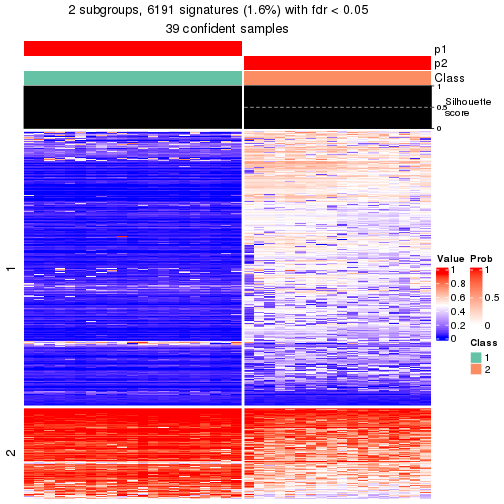 2 subgroups, 6191 signatures (1.6%) with fdr < 0.05
39 confident samples
p1
p2
Class
1
0.5
0
Silhouette
score
1
2
Value
1
0.8
0.6
0.4
0.2
0
Prob
1
0.5
0
Class
1
2